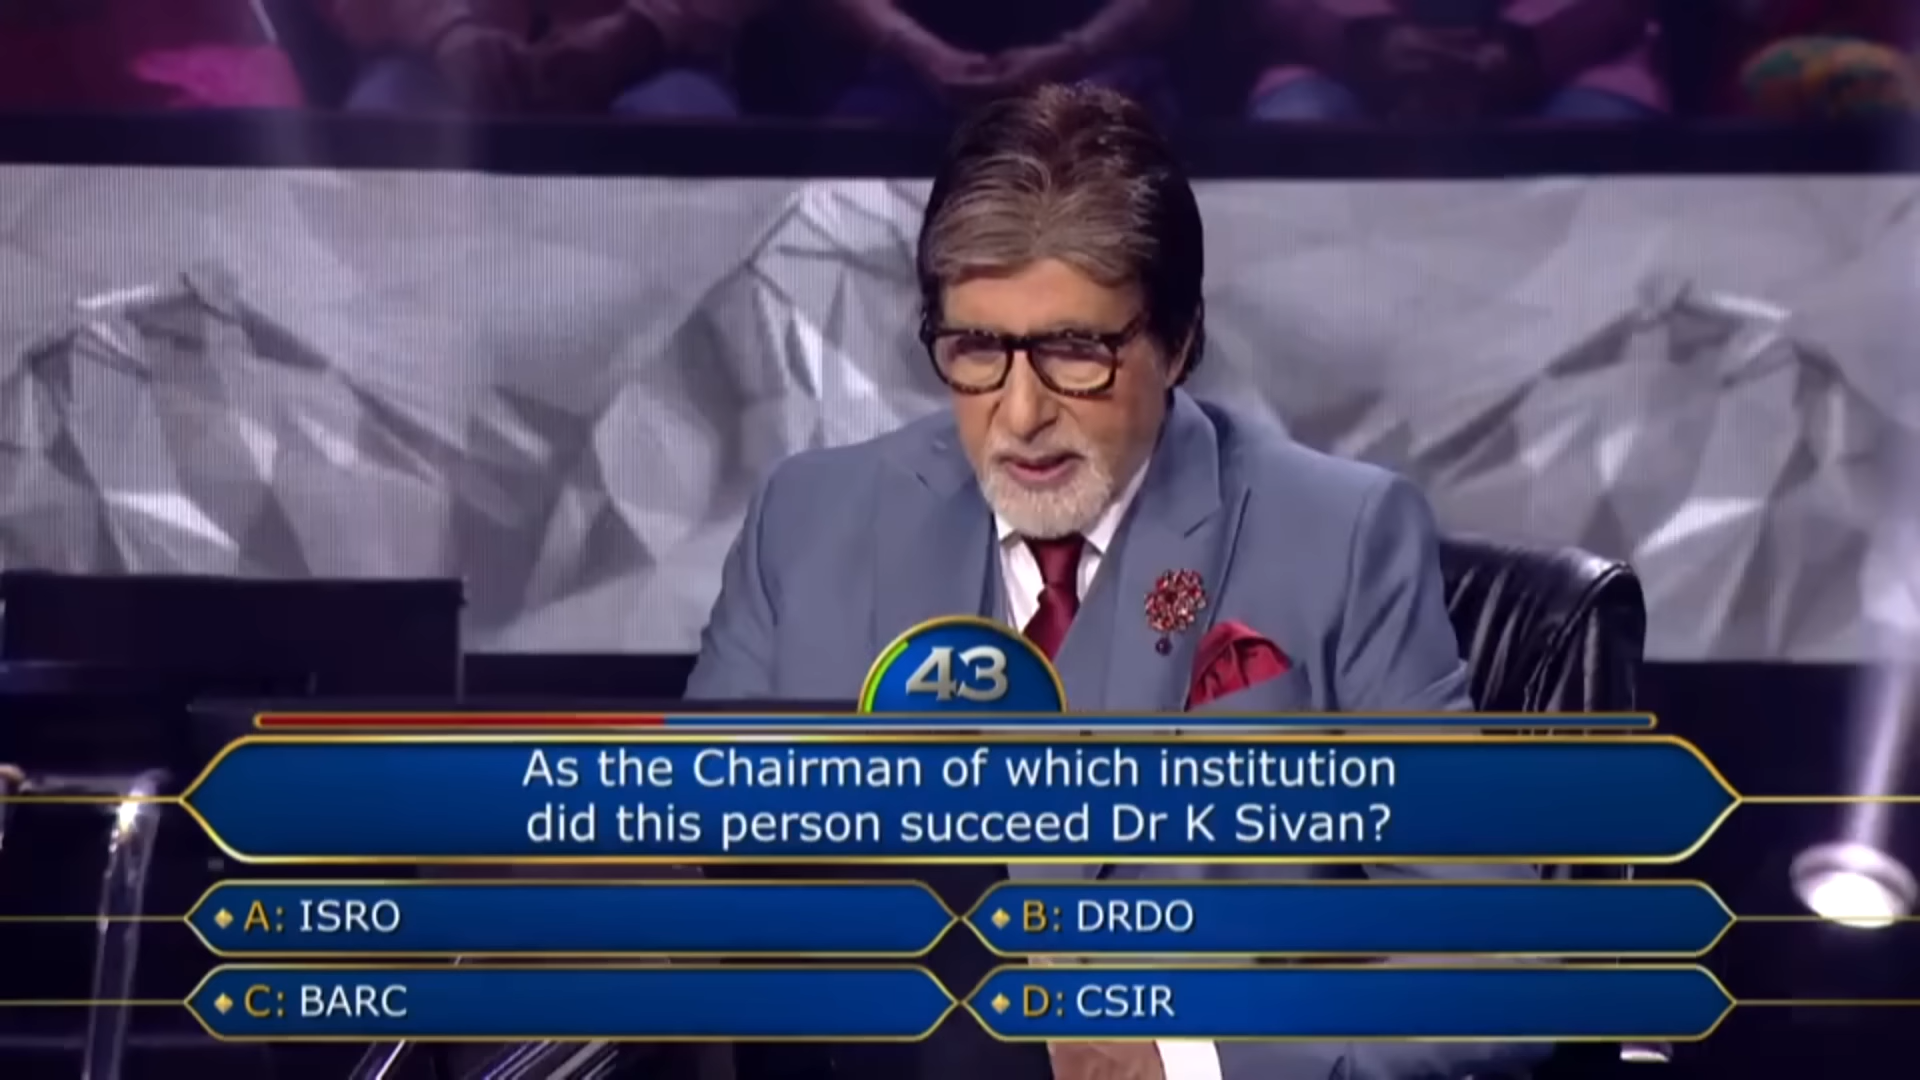 43
As the Chairman of which institution
did this person succeed Dr K Sivan?
A: ISRO
B: DRDO
C: BARC
D: CSIR